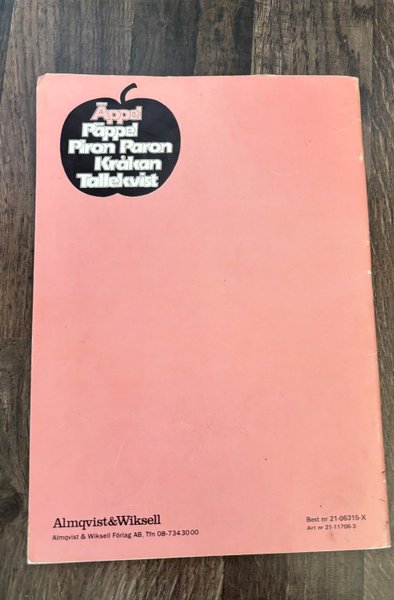 Äppel
Päppel
Piron Paron
Kråkan
Tallekvist
Almqvist&Wiksell
Almqvist & Wiksell Förlag AB, Tfn 08-734 30 00
Best nr 21-06315-X
Art nr 21-11706-3